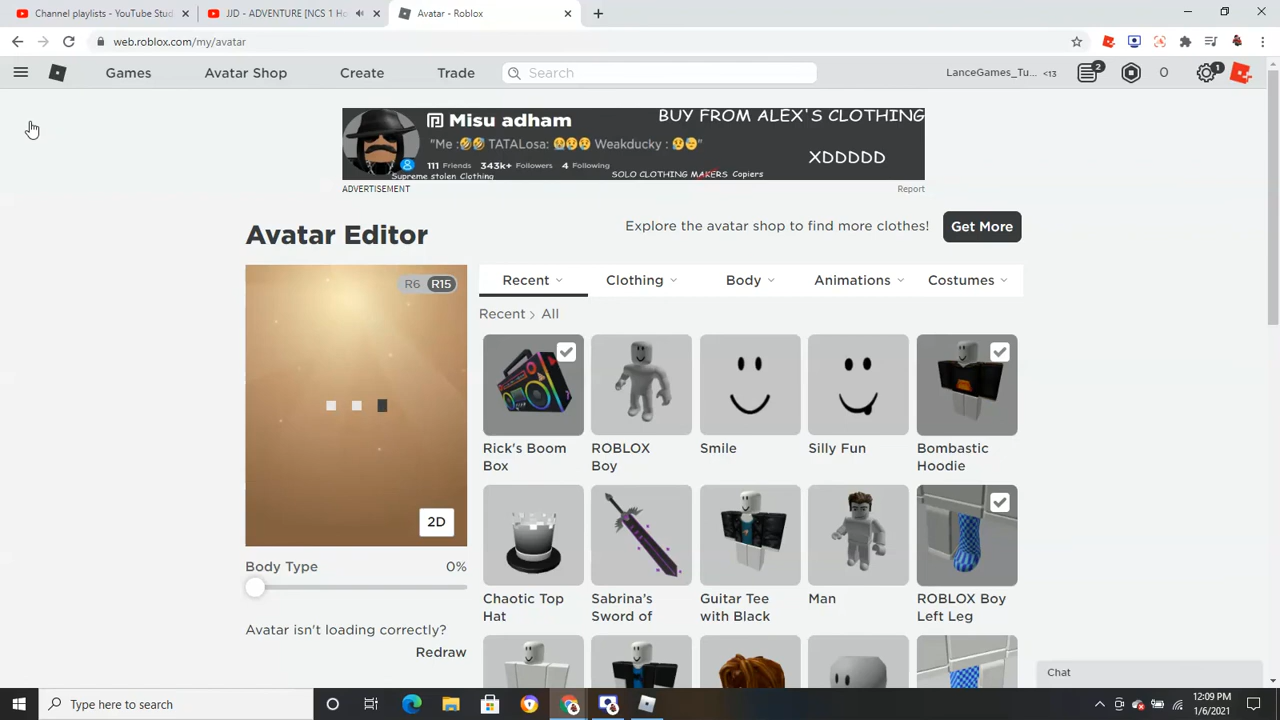 Channel playlists - YouTube Stud
JJD - ADVENTURE [NCS 1 Ho
Avatar - Roblox
web.roblox.com/my/avatar
Games
Avatar Shop
Create
Trade
Search
LanceGames_Tu... <13
2
0
1
Misu adham
BUY FROM ALEX'S CLOTHING
"Me :🤣🤣 TATALosa: 😢😢😢 Weakducky : 😢😴"
XDDDDD
111 Friends 343k+ Followers 4 Following
Supreme stolen Clothing
SOLO CLOTHING MAKERS Copiers
ADVERTISEMENT
Report
Avatar Editor
Explore the avatar shop to find more clothes!
Get More
R6 R15
Recent
Clothing
Body
Animations
Costumes
Recent > All
Rick's Boom
Box
ROBLOX
Boy
Smile
Silly Fun
Bombastic
Hoodie
2D
Body Type
0%
Chaotic Top
Hat
Sabrina's
Sword of
Guitar Tee
with Black
Man
ROBLOX Boy
Left Leg
Avatar isn't loading correctly?
Redraw
Chat
Type here to search
12:09 PM
1/6/2021